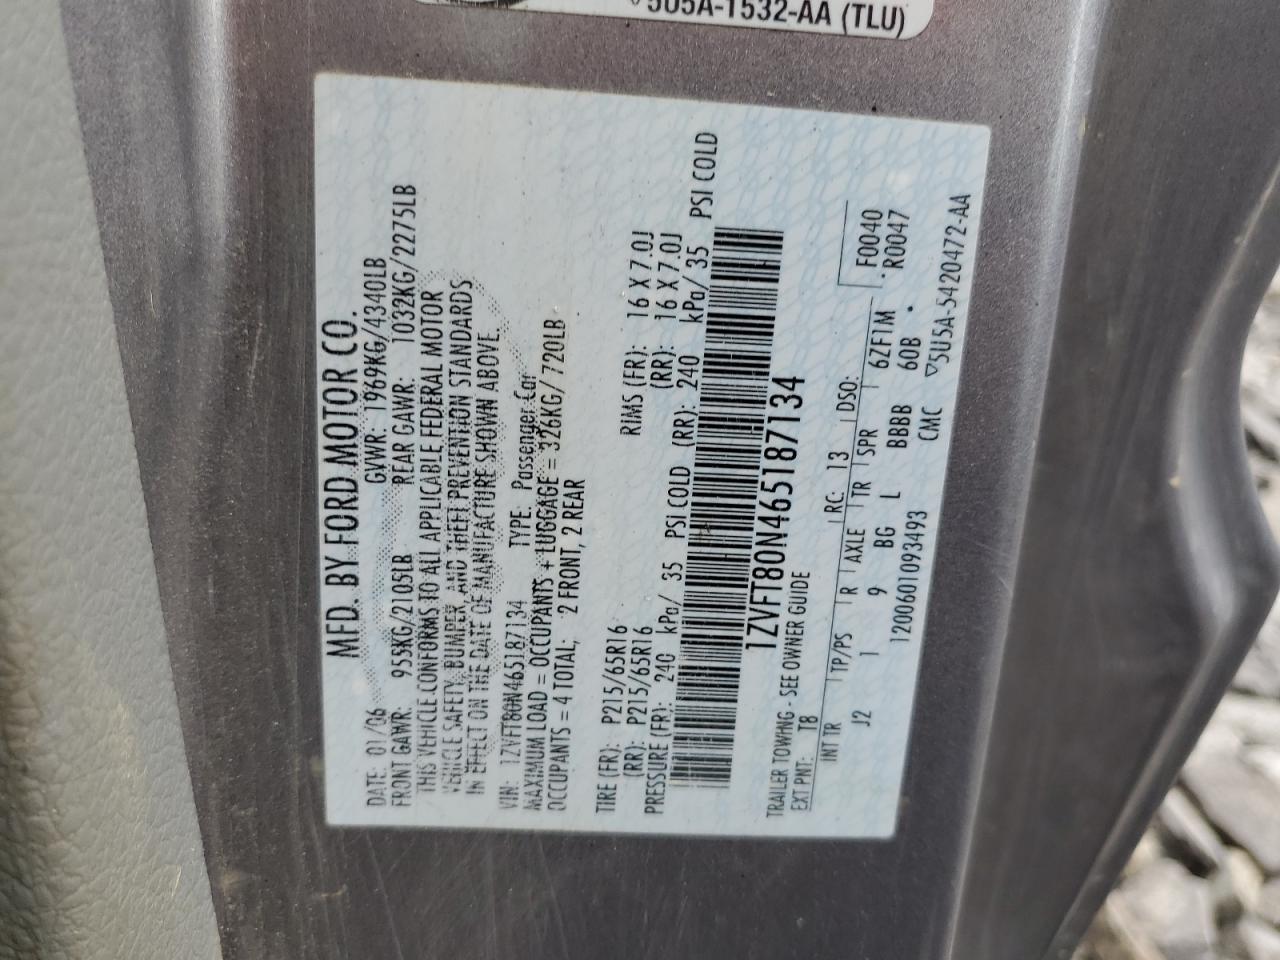 5U5A-1532-AA (TLU)
MFD. BY FORD MOTOR CO.
DATE: 01/06 GVWR: 1969KG/4340LB
FRONT GAWR: 955KG/2105LB REAR GAWR: 1032KG/2275LB
THIS VEHICLE CONFORMS TO ALL APPLICABLE FEDERAL MOTOR
VEHICLE SAFETY, BUMPER, AND THEFT PREVENTION STANDARDS
IN EFFECT ON THE DATE OF MANUFACTURE SHOWN ABOVE.
VIN: 1ZVFT80N465187134 TYPE: Passenger Car
MAXIMUM LOAD = OCCUPANTS + LUGGAGE = 326KG/720LB
OCCUPANTS = 4 TOTAL, 2 FRONT, 2 REAR
TIRE (FR): P215/65R16 RIMS (FR): 16 X 7.0J
(RR): P215/65R16 (RR): 16 X 7.0J
PRESSURE (FR): 240 kPa/ 35 PSI COLD (RR): 240 kPa/ 35 PSI COLD
1ZVFT80N465187134
TRAILER TOWING - SEE OWNER GUIDE
EXT PNT: T8 RC: 13 DSO: F0040
INT TR TP/PS R AXLE TR SPR 6ZF1M R0047
J2 1 9 BG L BBBB 60B
1200601093493 CMC ▽5U5A-5420472-AA